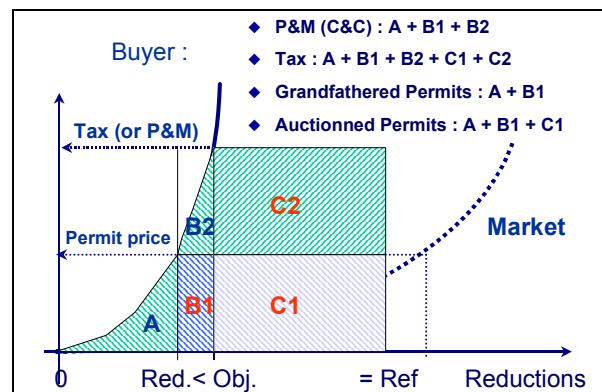 Buyer :
◆ P&M (C&C) : A + B1 + B2
◆ Tax : A + B1 + B2 + C1 + C2
◆ Grandfathered Permits : A + B1
◆ Auctionned Permits : A + B1 + C1
Tax (or P&M)
C2
B2
Market
Permit price
A
B1
C1
0
Red.< Obj.
= Ref
Reductions